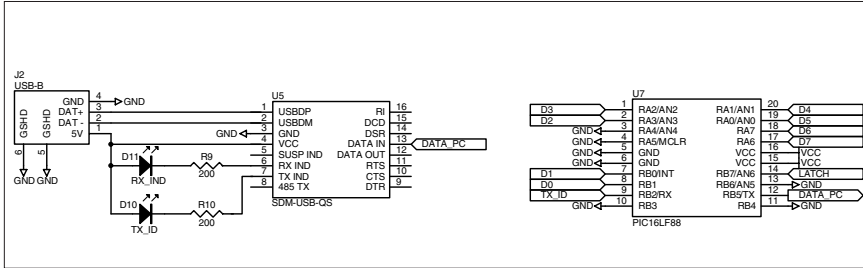 J2
USB-B
GND 4 GND
DAT+ 3
DAT - 2
5V 1
GSHD GSHD
6 5
GND GND
D11 R9
RX_IND 200
D10 R10
TX_ID 200
U5
1 USBDP RI 16
2 USBDM DCD 15
GND 3 GND DSR 14
4 VCC DATA IN 13 DATA_PC
5 SUSP IND DATA OUT 12
6 RX IND RTS 11
7 TX IND CTS 10
8 485 TX DTR 9
SDM-USB-QS
U7
D3 1 RA2/AN2 RA1/AN1 20 D4
D2 2 RA3/AN3 RA0/AN0 19 D5
GND 3 RA4/AN4 RA7 18 D6
GND 4 RA5/MCLR RA6 17 D7
GND 5 GND VCC 16 VCC
GND 6 GND VCC 15 VCC
D1 7 RB0/INT RB7/AN6 14 LATCH
D0 8 RB1 RB6/AN5 13 GND
TX_ID 9 RB2/RX RB5/TX 12 DATA_PC
GND 10 RB3 RB4 11 GND
PIC16LF88